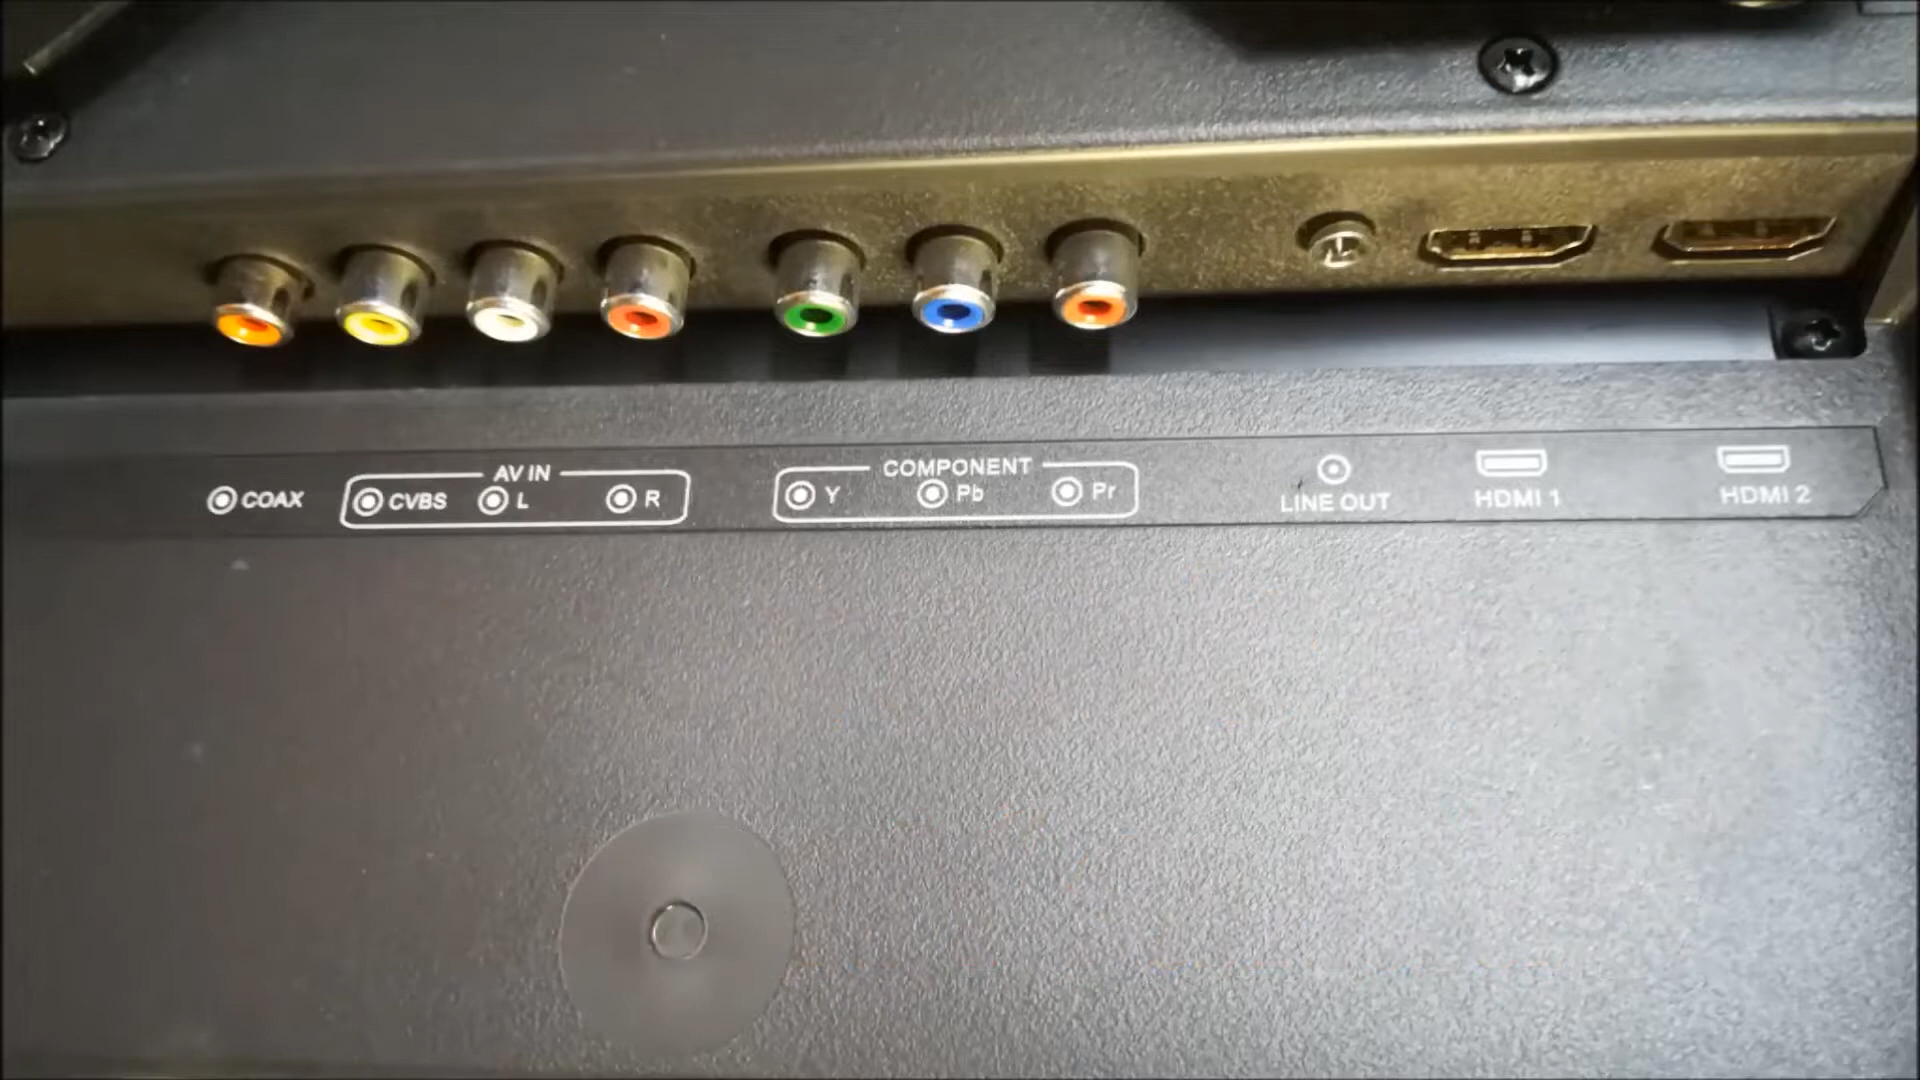 COAX
AV IN
CVBS L R
COMPONENT
Y Pb Pr
LINE OUT
HDMI 1
HDMI 2